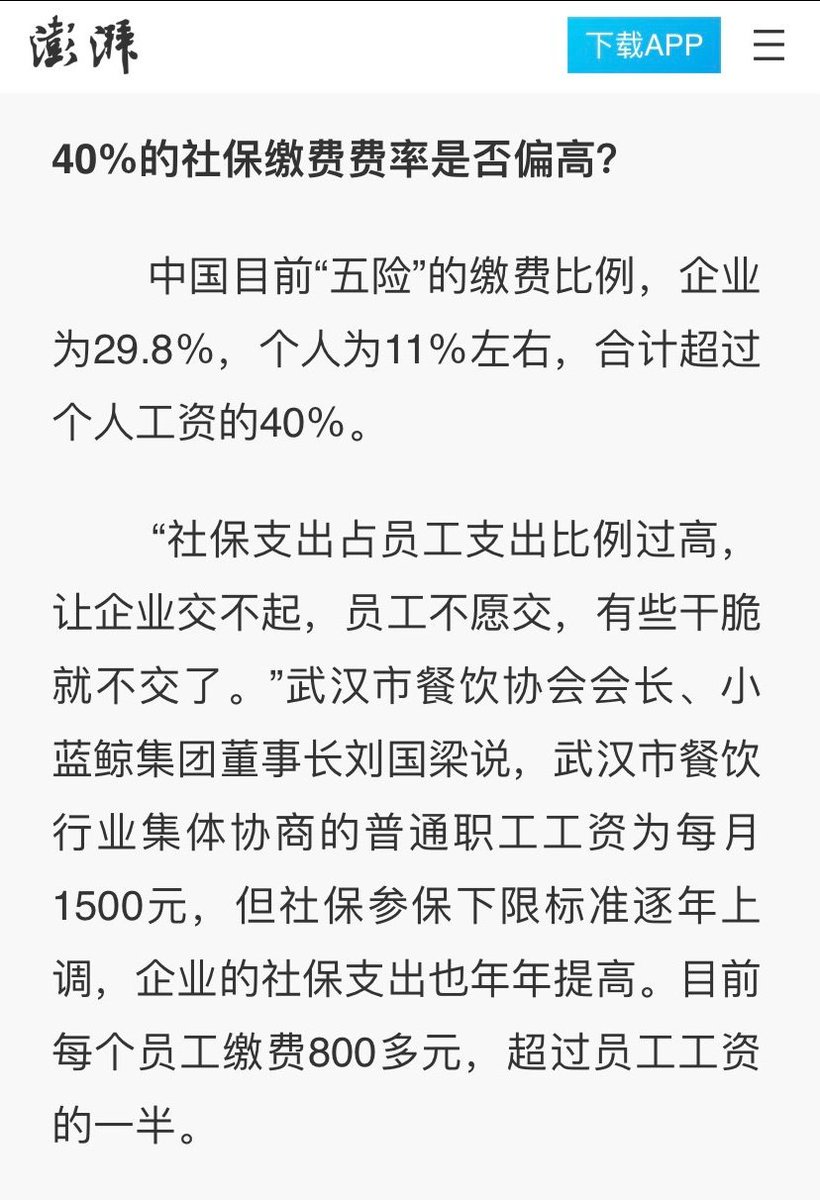 澎湃
下载APP
40%的社保缴费费率是否偏高?
中国目前“五险”的缴费比例，企业
为29.8%，个人为11%左右，合计超过
个人工资的40%。
“社保支出占员工支出比例过高，
让企业交不起，员工不愿交，有些干脆
就不交了。”武汉市餐饮协会会长、小
蓝鲸集团董事长刘国梁说，武汉市餐饮
行业集体协商的普通职工工资为每月
1500元，但社保参保下限标准逐年上
调，企业的社保支出也年年提高。目前
每个员工缴费800多元，超过员工工资
的一半。